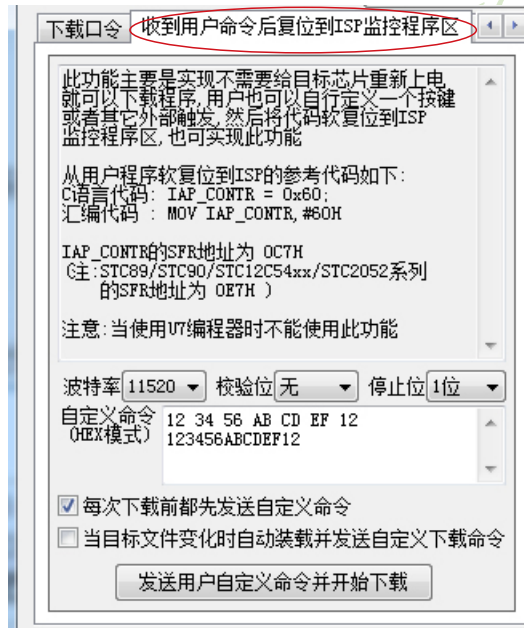 下载口令 收到用户命令后复位到ISP监控程序区
此功能主要是实现不需要给目标芯片重新上电,
就可以下载程序,用户也可以自行定义一个按键
或者其它外部触发,然后将代码软复位到ISP
监控程序区,也可实现此功能
从用户程序软复位到ISP的参考代码如下:
C语言代码: IAP_CONTR = 0x60;
汇编代码 : MOV IAP_CONTR,#60H
IAP_CONTR的SFR地址为 0C7H
(注:STC89/STC90/STC12C54xx/STC2052系列
的SFR地址为 0E7H )
注意:当使用U7编程器时不能使用此功能
波特率 11520 校验位 无 停止位 1位
自定义命令 12 34 56 AB CD EF 12
(HEX模式) 123456ABCDEF12
每次下载前都先发送自定义命令
当目标文件变化时自动装载并发送自定义下载命令
发送用户自定义命令并开始下载